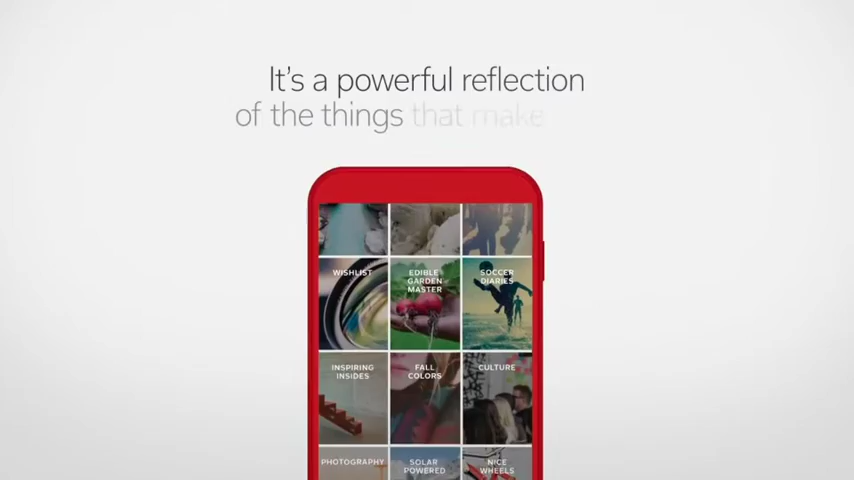 It's a powerful reflection
of the things that make
WISHLIST
EDIBLE
GARDEN
MASTER
SOCCER
DIARIES
INSPIRING
INSIDES
FALL
COLORS
CULTURE
PHOTOGRAPHY
SOLAR
POWERED
NICE
WHEELS